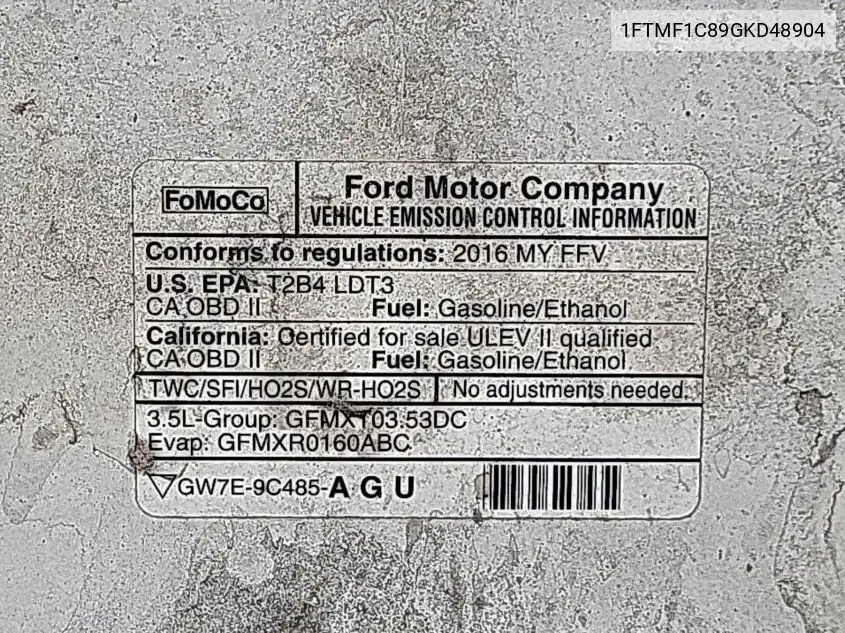 1FTMF1C89GKD48904
FoMoCo
Ford Motor Company
VEHICLE EMISSION CONTROL INFORMATION
Conforms to regulations: 2016 MY FFV
U.S. EPA: T2B4 LDT3
CA OBD II Fuel: Gasoline/Ethanol
California: Certified for sale ULEV II qualified
CA OBD II Fuel: Gasoline/Ethanol
TWC/SFI/HO2S/WR-HO2S No adjustments needed.
3.5L-Group: GFMXT03.53DC
Evap: GFMXR0160ABC
GW7E-9C485-A G U